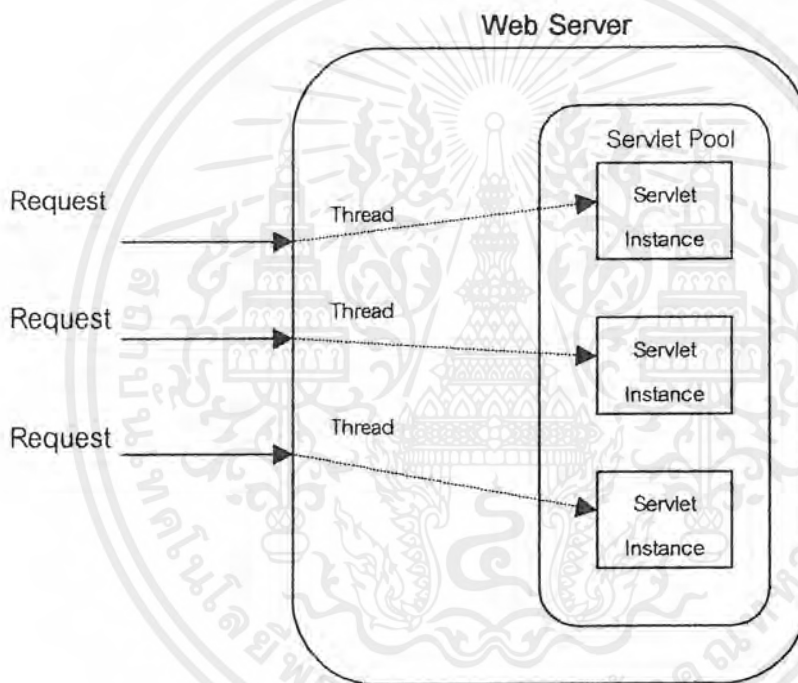 Web Server
Servlet Pool
Request
Thread
Servlet
Instance
Request
Thread
Servlet
Instance
Request
Thread
Servlet
Instance